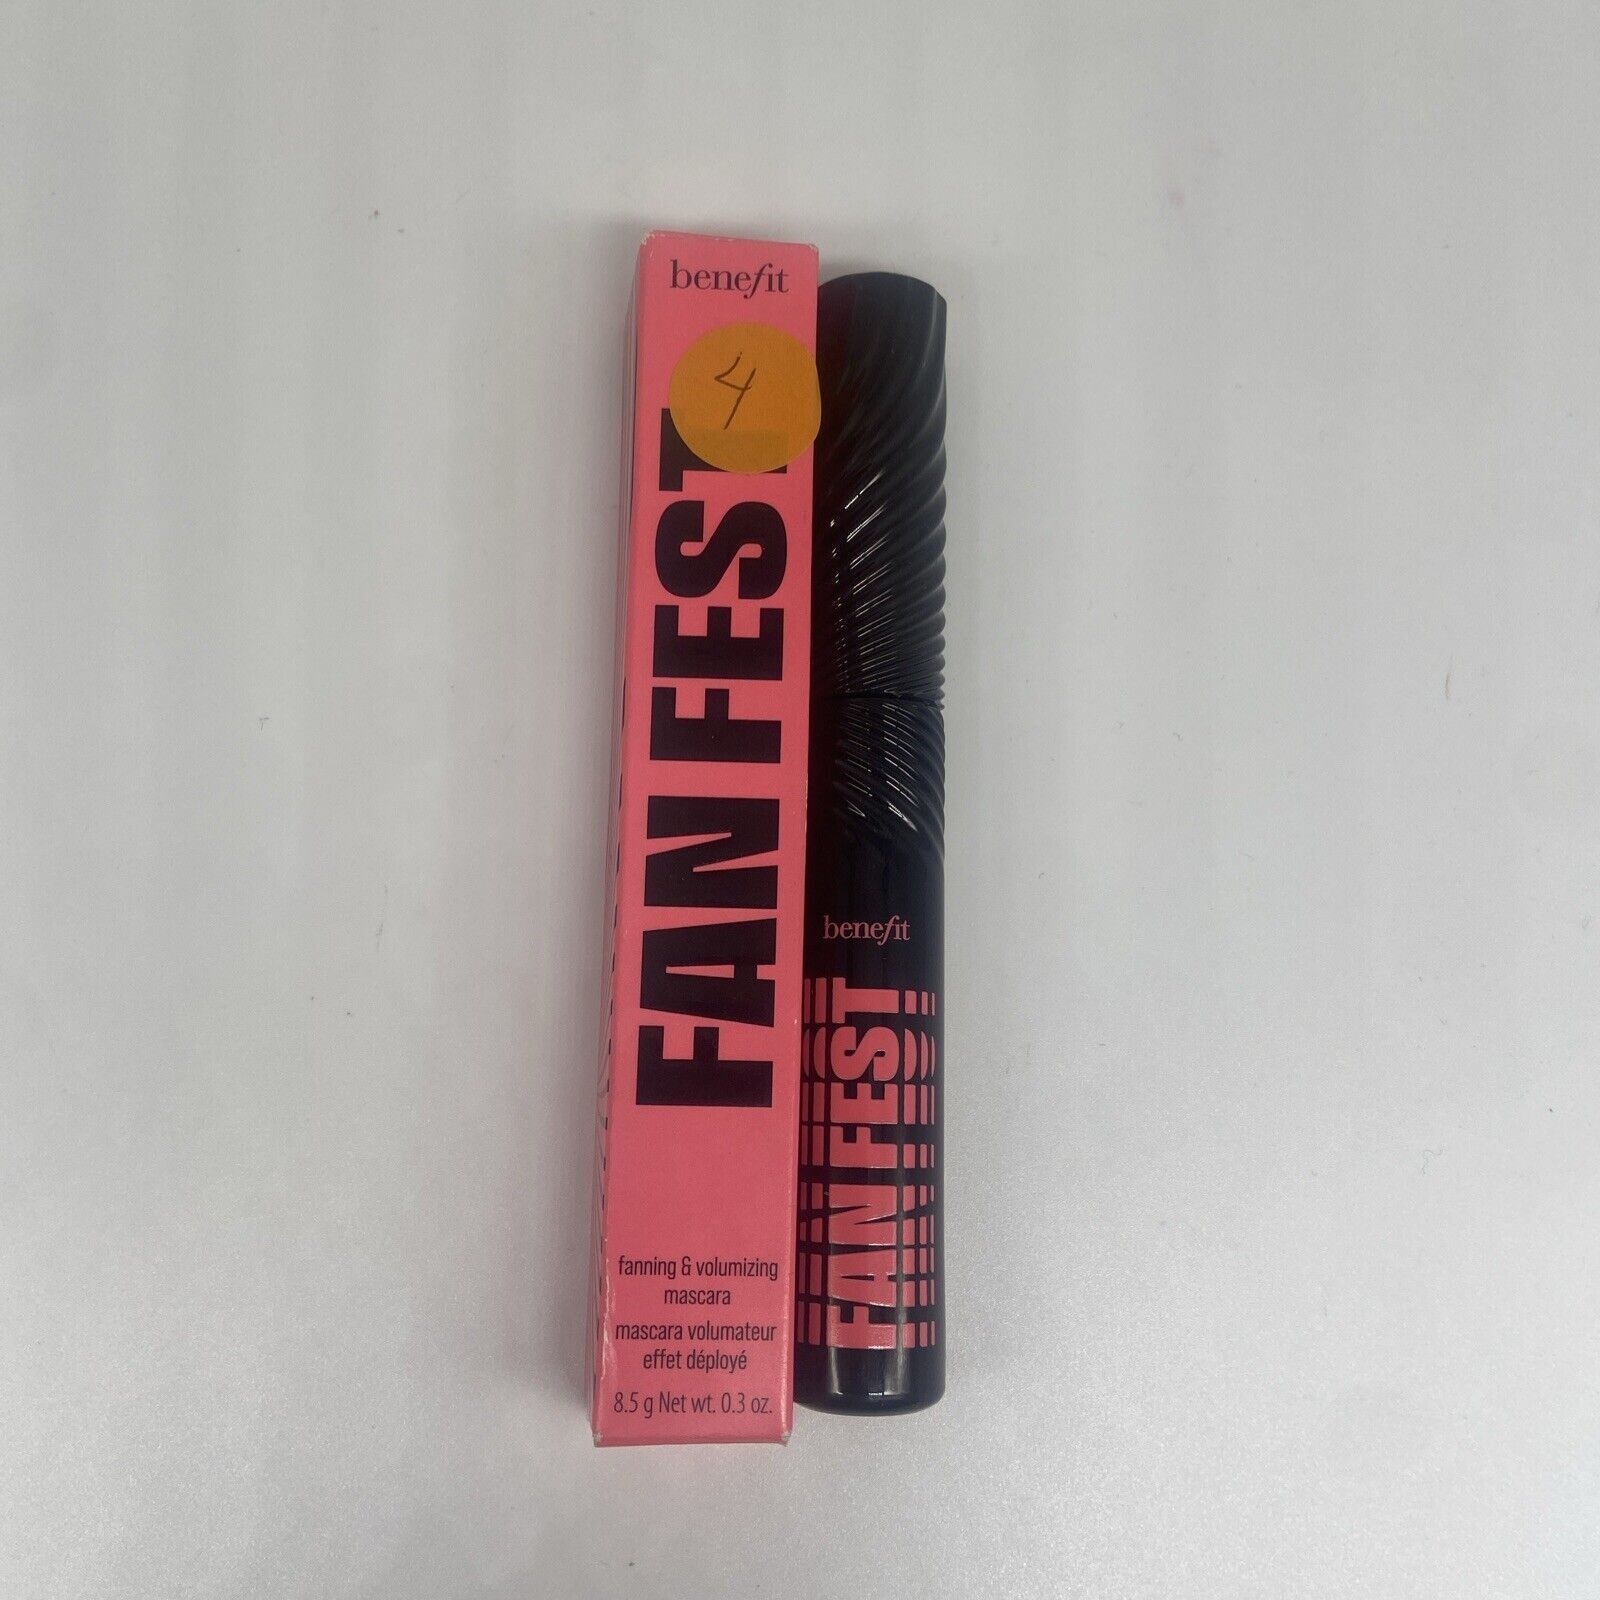 benefit
4
FAN FEST
fanning & volumizing
mascara
mascara volumateur
effet déployé
8.5 g Net wt. 0.3 oz.
benefit
FAN FEST